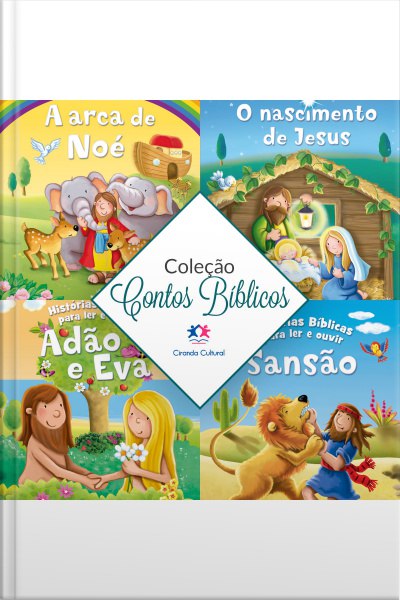 A arca de
Noé
O nascimento
de Jesus
Coleção
Contos Bíblicos
Ciranda Cultural
Histórias
para ler e
Adão
e Eva
Bíblicas
para ler e ouvir
Sansão